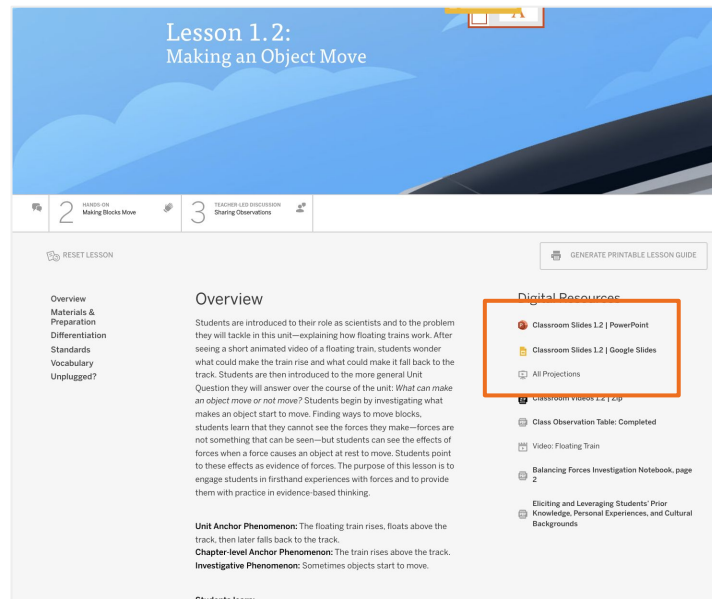 Lesson 1.2:
Making an Object Move
A
2
HANDS-ON
Making Blocks Move
3
TEACHER-LED DISCUSSION
Sharing Observations
RESET LESSON
GENERATE PRINTABLE LESSON GUIDE
Overview
Materials &
Preparation
Differentiation
Standards
Vocabulary
Unplugged?
Overview
Students are introduced to their role as scientists and to the problem
they will tackle in this unit—explaining how floating trains work. After
seeing a short animated video of a floating train, students wonder
what could make the train rise and what could make it fall back to the
track. Students are then introduced to the more general Unit
Question they will answer over the course of the unit: What can make
an object move or not move? Students begin by investigating what
makes an object start to move. Finding ways to move blocks,
students learn that they cannot see the forces they make—forces are
not something that can be seen—but students can see the effects of
forces when a force causes an object at rest to move. Students point
to these effects as evidence of forces. The purpose of this lesson is to
engage students in firsthand experiences with forces and to provide
them with practice in evidence-based thinking.
Unit Anchor Phenomenon: The floating train rises, floats above the
track, then later falls back to the track.
Chapter-level Anchor Phenomenon: The train rises above the track.
Investigative Phenomenon: Sometimes objects start to move.
Students learn
Digital Resources
Classroom Slides 1.2 | PowerPoint
Classroom Slides 1.2 | Google Slides
All Projections
Classroom Videos 1.2 | Zip
Class Observation Table: Completed
Video: Floating Train
Balancing Forces Investigation Notebook, page
2
Eliciting and Leveraging Students' Prior
Knowledge, Personal Experiences, and Cultural
Backgrounds